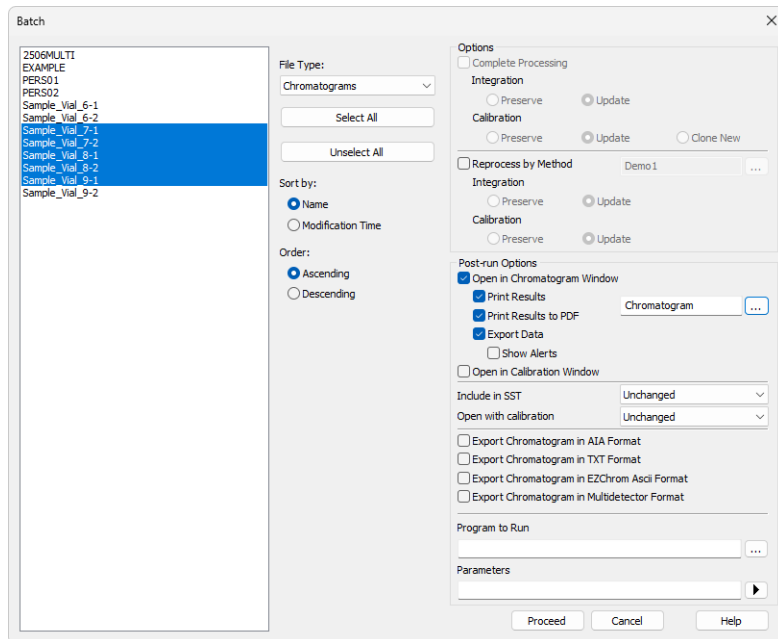 Batch
2506MULTI
EXAMPLE
PERS01
PERS02
Sample_Vial_6-1
Sample_Vial_6-2
Sample_Vial_7-1
Sample_Vial_7-2
Sample_Vial_8-1
Sample_Vial_8-2
Sample_Vial_9-1
Sample_Vial_9-2
File Type:
Chromatograms
Select All
Unselect All
Sort by:
Name
Modification Time
Order:
Ascending
Descending
Options
Complete Processing
Integration
Preserve Update
Calibration
Preserve Update Clone New
Reprocess by Method Demo1 ...
Integration
Preserve Update
Calibration
Preserve Update
Post-run Options
Open in Chromatogram Window
Print Results Chromatogram ...
Print Results to PDF
Export Data
Show Alerts
Open in Calibration Window
Include in SST Unchanged
Open with calibration Unchanged
Export Chromatogram in AIA Format
Export Chromatogram in TXT Format
Export Chromatogram in EZChrom Ascii Format
Export Chromatogram in Multidetector Format
Program to Run
...
Parameters
Proceed Cancel Help